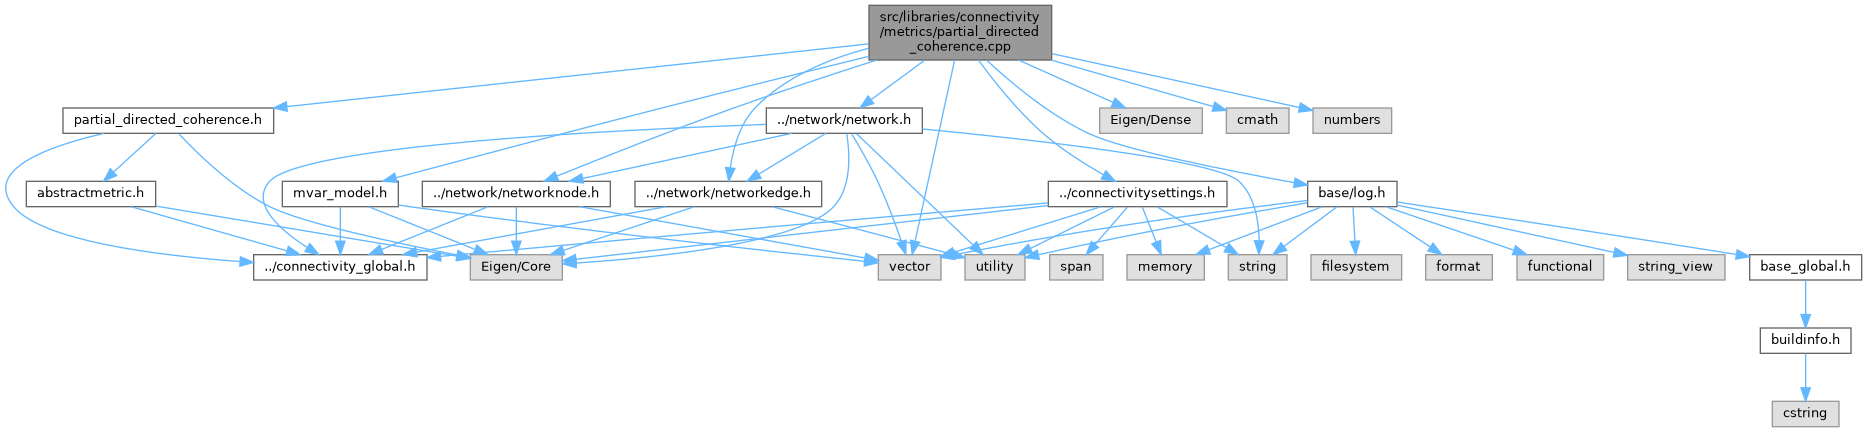 src/libraries/connectivity
/metrics/partial_directed
_coherence.cpp
partial_directed_coherence.h
../network/network.h
Eigen/Dense
cmath
numbers
abstractmetric.h
mvar_model.h
../network/networknode.h
../network/networkedge.h
../connectivitysettings.h
base/log.h
../connectivity_global.h
Eigen/Core
vector
utility
span
memory
string
filesystem
format
functional
string_view
base_global.h
buildinfo.h
cstring